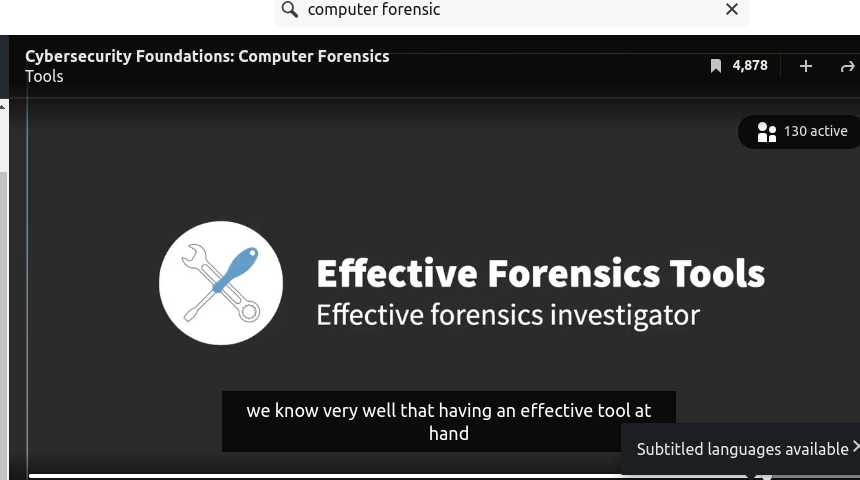 computer forensic
Cybersecurity Foundations: Computer Forensics
Tools
4,878
130 active
Effective Forensics Tools
Effective forensics investigator
we know very well that having an effective tool at
hand
Subtitled languages available